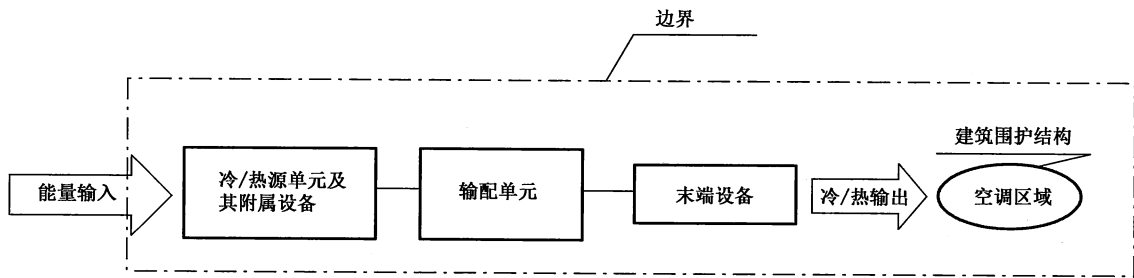 边界
建筑围护结构
能量输入
冷/热源单元及
其附属设备
输配单元
末端设备
冷/热输出
空调区域